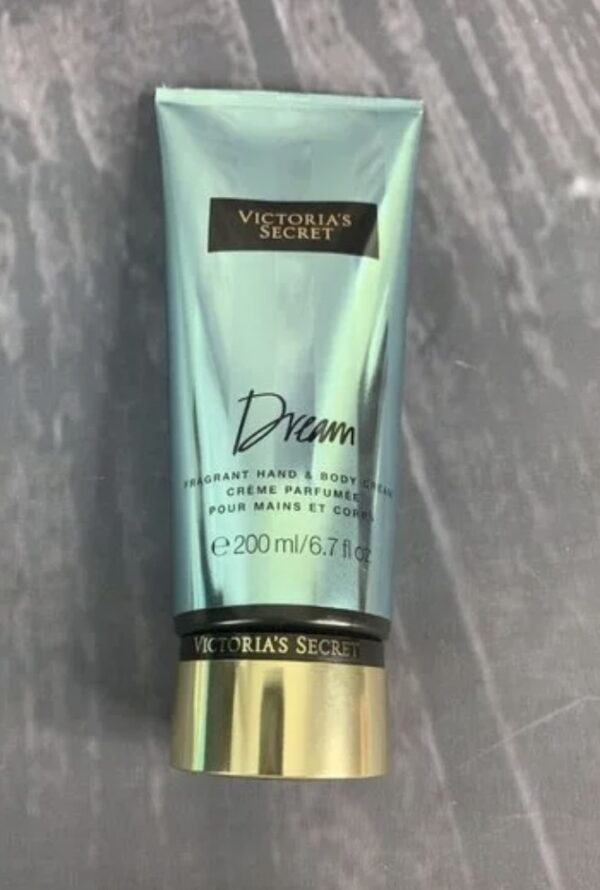 VICTORIA'S
SECRET
Dream
FRAGRANT HAND & BODY CREAM
CRÈME PARFUMÉE
POUR MAINS ET CORPS
℮ 200 ml/6.7 fl oz
VICTORIA'S SECRET